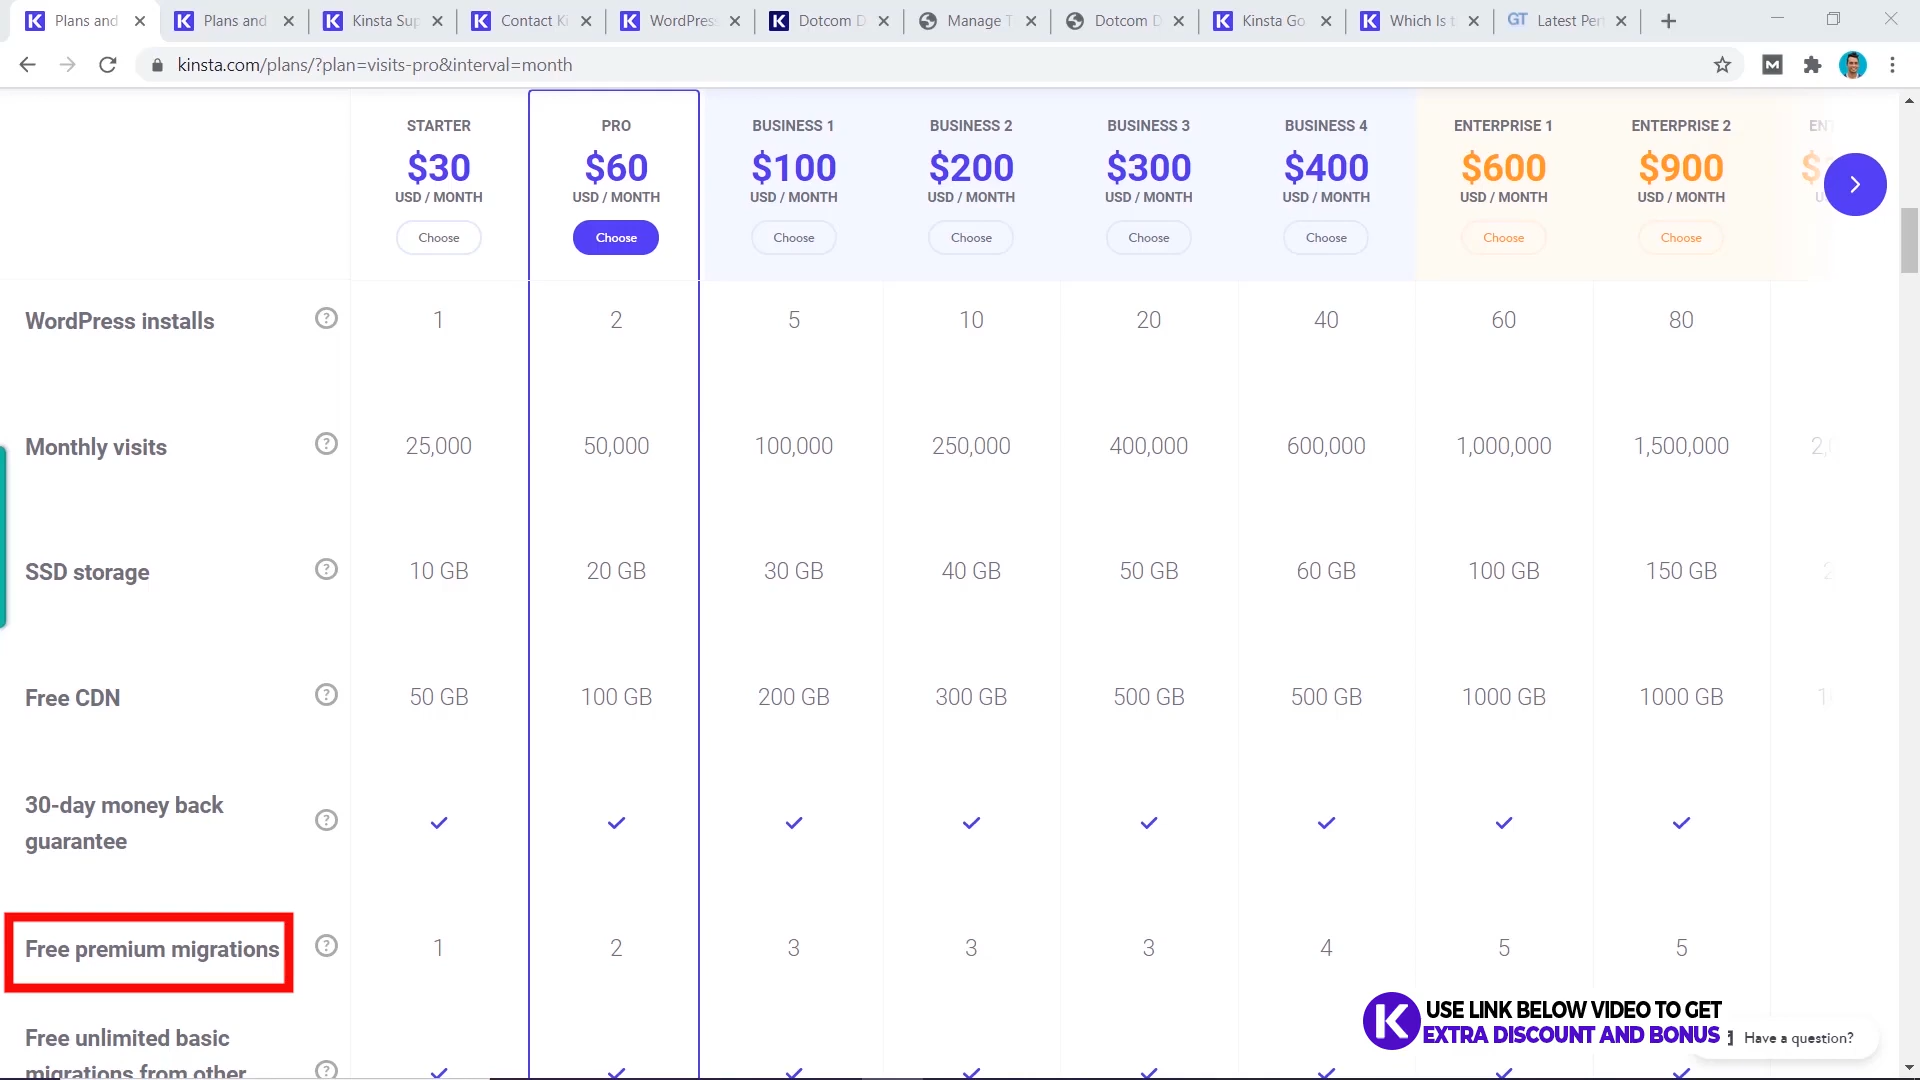 Plans and
Plans and
Kinsta Sup
Contact Ki
WordPress
Dotcom D
Manage T
Dotcom D
Kinsta Go
Which Is t
GT Latest Per
kinsta.com/plans/?plan=visits-pro&interval=month
STARTER PRO BUSINESS 1 BUSINESS 2 BUSINESS 3 BUSINESS 4 ENTERPRISE 1 ENTERPRISE 2 ENT
$30 $60 $100 $200 $300 $400 $600 $900 $
USD / MONTH USD / MONTH USD / MONTH USD / MONTH USD / MONTH USD / MONTH USD / MONTH USD / MONTH U
Choose Choose Choose Choose Choose Choose Choose Choose
WordPress installs ? 1 2 5 10 20 40 60 80
Monthly visits ? 25,000 50,000 100,000 250,000 400,000 600,000 1,000,000 1,500,000
SSD storage ? 10 GB 20 GB 30 GB 40 GB 50 GB 60 GB 100 GB 150 GB
Free CDN ? 50 GB 100 GB 200 GB 300 GB 500 GB 500 GB 1000 GB 1000 GB
30-day money back
guarantee ?
Free premium migrations ? 1 2 3 3 3 4 5 5
Free unlimited basic
migrations from other ?
K USE LINK BELOW VIDEO TO GET
EXTRA DISCOUNT AND BONUS
Have a question?